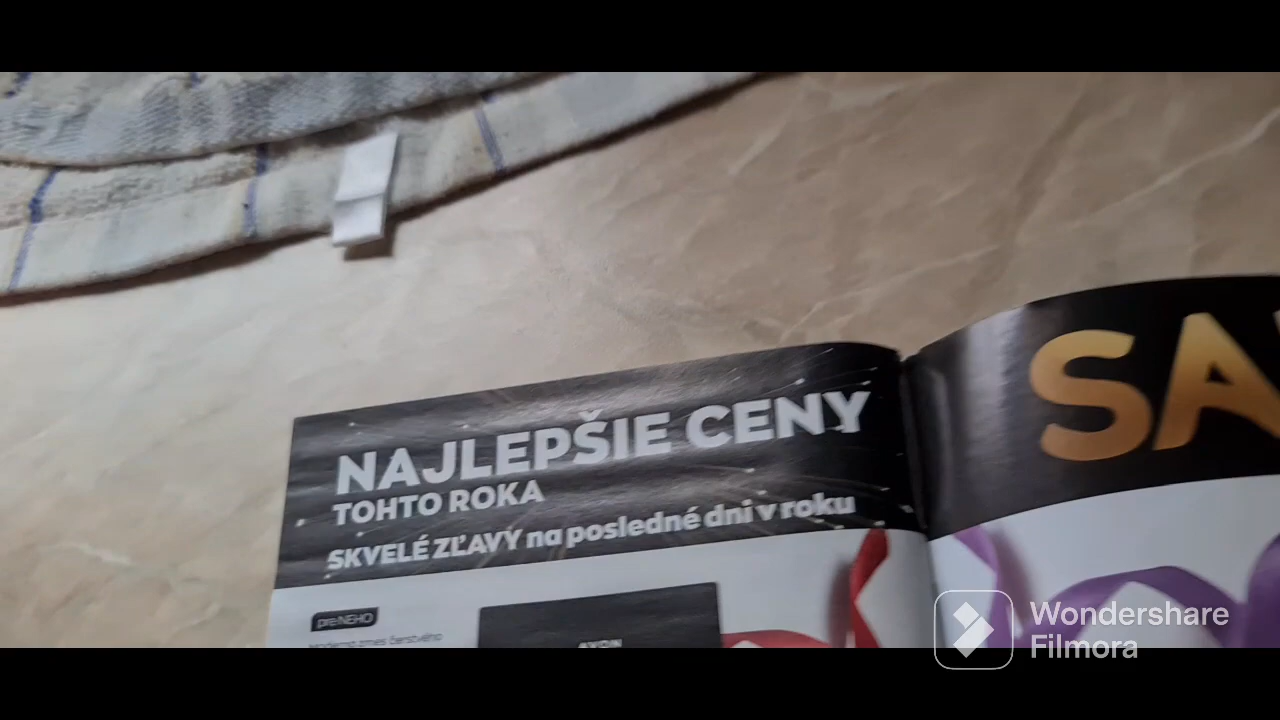 NAJLEPŠIE CENY
TOHTO ROKA
SKVELÉ ZĽAVY na posledné dni v roku
pre NEHO
AVON
SA
Wondershare
Filmora